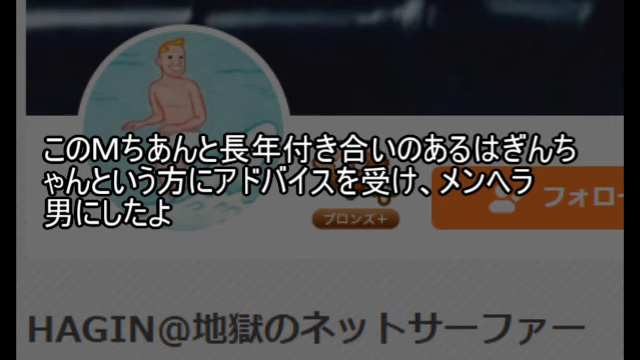 このMちあんと長年付き合いのあるはぎんち
ゃんという方にアドバイスを受け、メンヘラ
男にしたよ
ブロンズ+
フォロー
HAGIN@地獄のネットサーファー